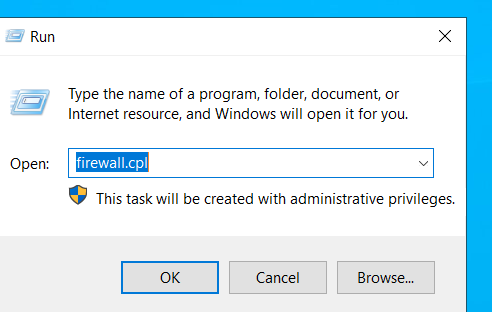 Run
Type the name of a program, folder, document, or
Internet resource, and Windows will open it for you.
Open: firewall.cpl
This task will be created with administrative privileges.
OK Cancel Browse...